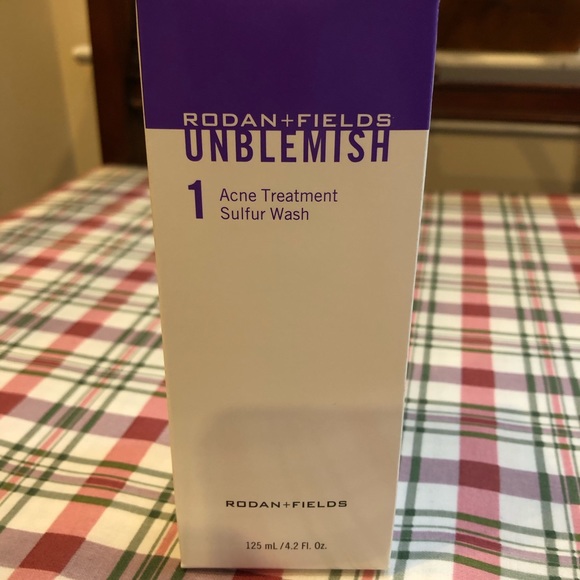 RODAN+FIELDS
UNBLEMISH
1 Acne Treatment
Sulfur Wash
RODAN+FIELDS
125 mL/4.2 Fl. Oz.